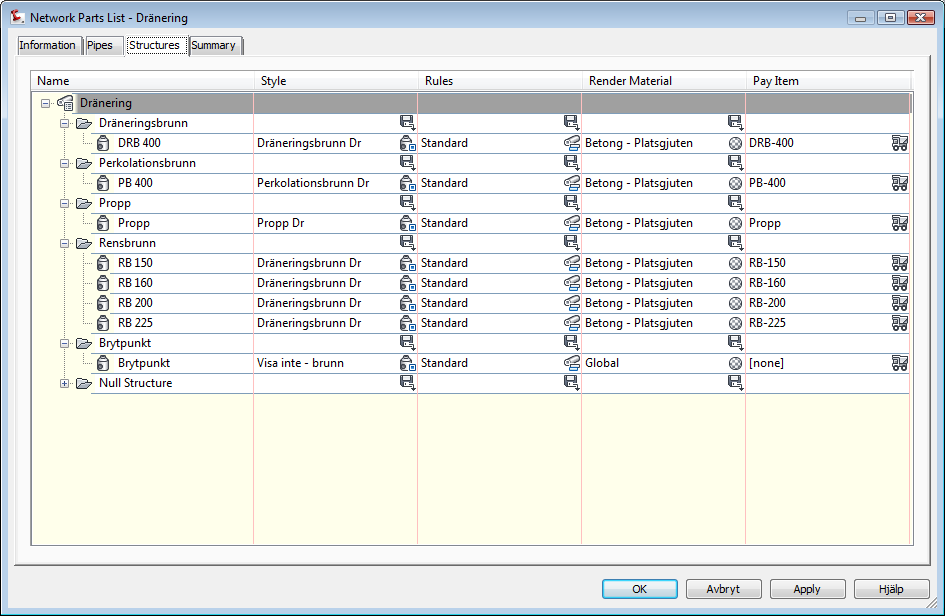 Network Parts List - Dränering
Information Pipes Structures Summary
Name Style Rules Render Material Pay Item
Dränering
Dräneringsbrunn
DRB 400 Dräneringsbrunn Dr Standard Betong - Platsgjuten DRB-400
Perkolationsbrunn
PB 400 Perkolationsbrunn Dr Standard Betong - Platsgjuten PB-400
Propp
Propp Propp Dr Standard Betong - Platsgjuten Propp
Rensbrunn
RB 150 Dräneringsbrunn Dr Standard Betong - Platsgjuten RB-150
RB 160 Dräneringsbrunn Dr Standard Betong - Platsgjuten RB-160
RB 200 Dräneringsbrunn Dr Standard Betong - Platsgjuten RB-200
RB 225 Dräneringsbrunn Dr Standard Betong - Platsgjuten RB-225
Brytpunkt
Brytpunkt Visa inte - brunn Standard Global [none]
Null Structure
OK Avbryt Apply Hjälp